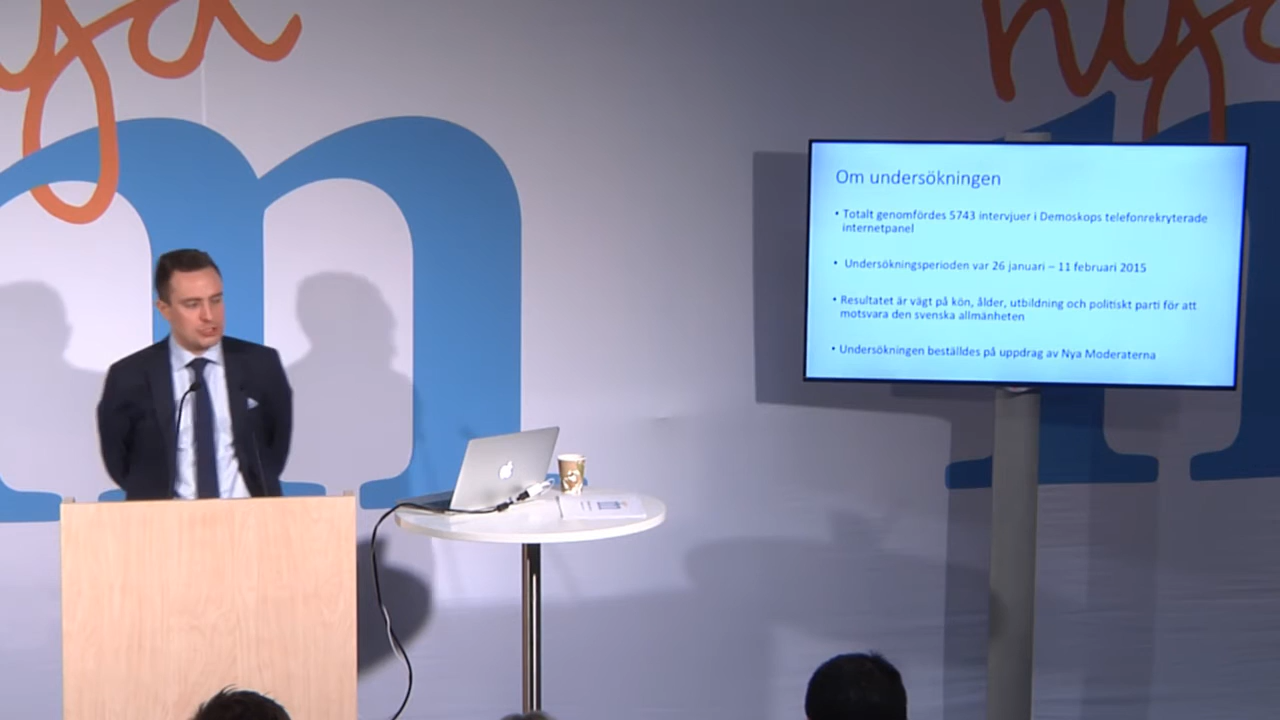 nya
nya
m
Om undersökningen
• Totalt genomfördes 5743 intervjuer i Demoskops telefonrekryterade
internetpanel
• Undersökningsperioden var 26 januari – 11 februari 2015
• Resultatet är vägt på kön, ålder, utbildning och politiskt parti för att
motsvara den svenska allmänheten
• Undersökningen beställdes på uppdrag av Nya Moderaterna